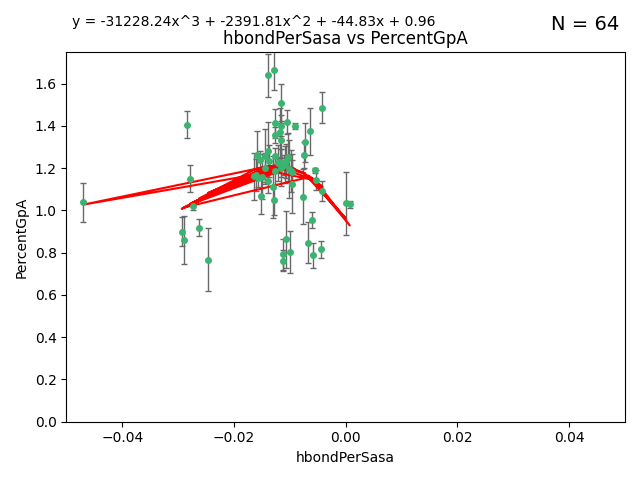 y = -31228.24x^3 + -2391.81x^2 + -44.83x + 0.96
N = 64
hbondPerSasa vs PercentGpA
PercentGpA
1.6
1.4
1.2
1.0
0.8
0.6
0.4
0.2
0.0
−0.04 −0.02 0.00 0.02 0.04
hbondPerSasa